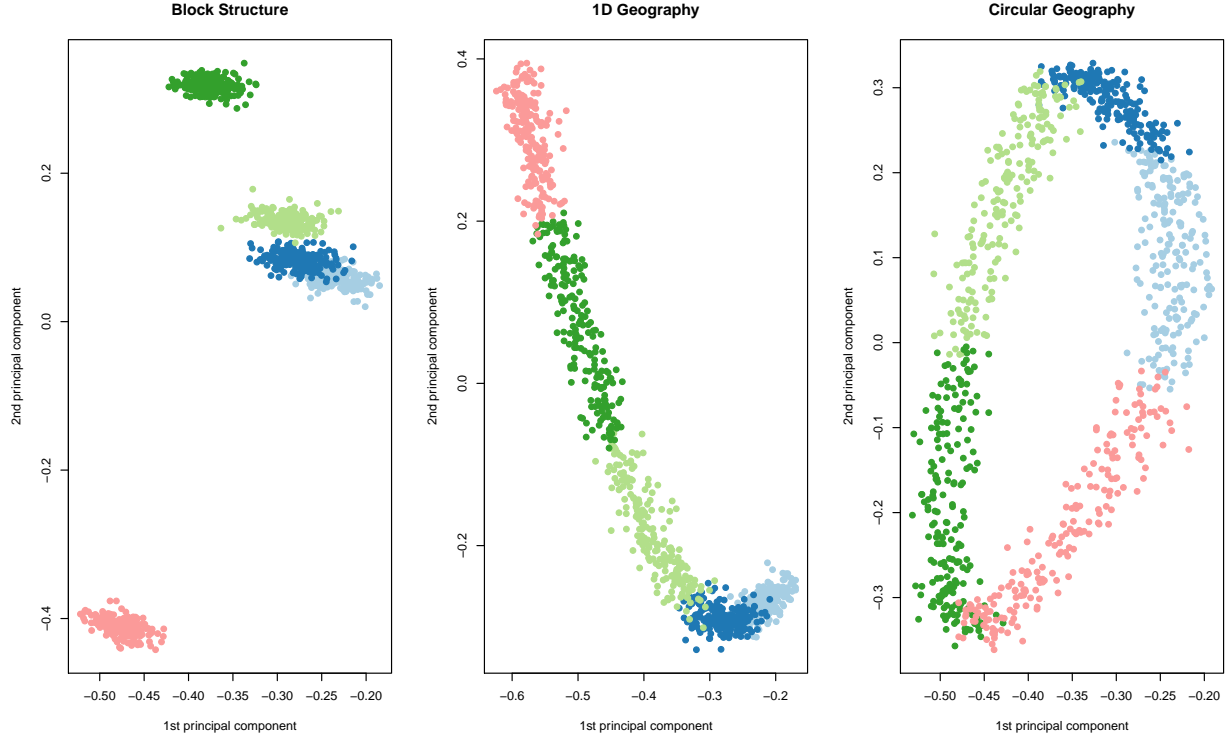 Block Structure
2nd principal component
0.2
0.0
−0.2
−0.4
−0.50 −0.45 −0.40 −0.35 −0.30 −0.25 −0.20
1st principal component
1D Geography
2nd principal component
0.4
0.2
0.0
−0.2
−0.6 −0.5 −0.4 −0.3 −0.2
1st principal component
Circular Geography
2nd principal component
0.3
0.2
0.1
0.0
−0.1
−0.2
−0.3
−0.50 −0.45 −0.40 −0.35 −0.30 −0.25 −0.20
1st principal component